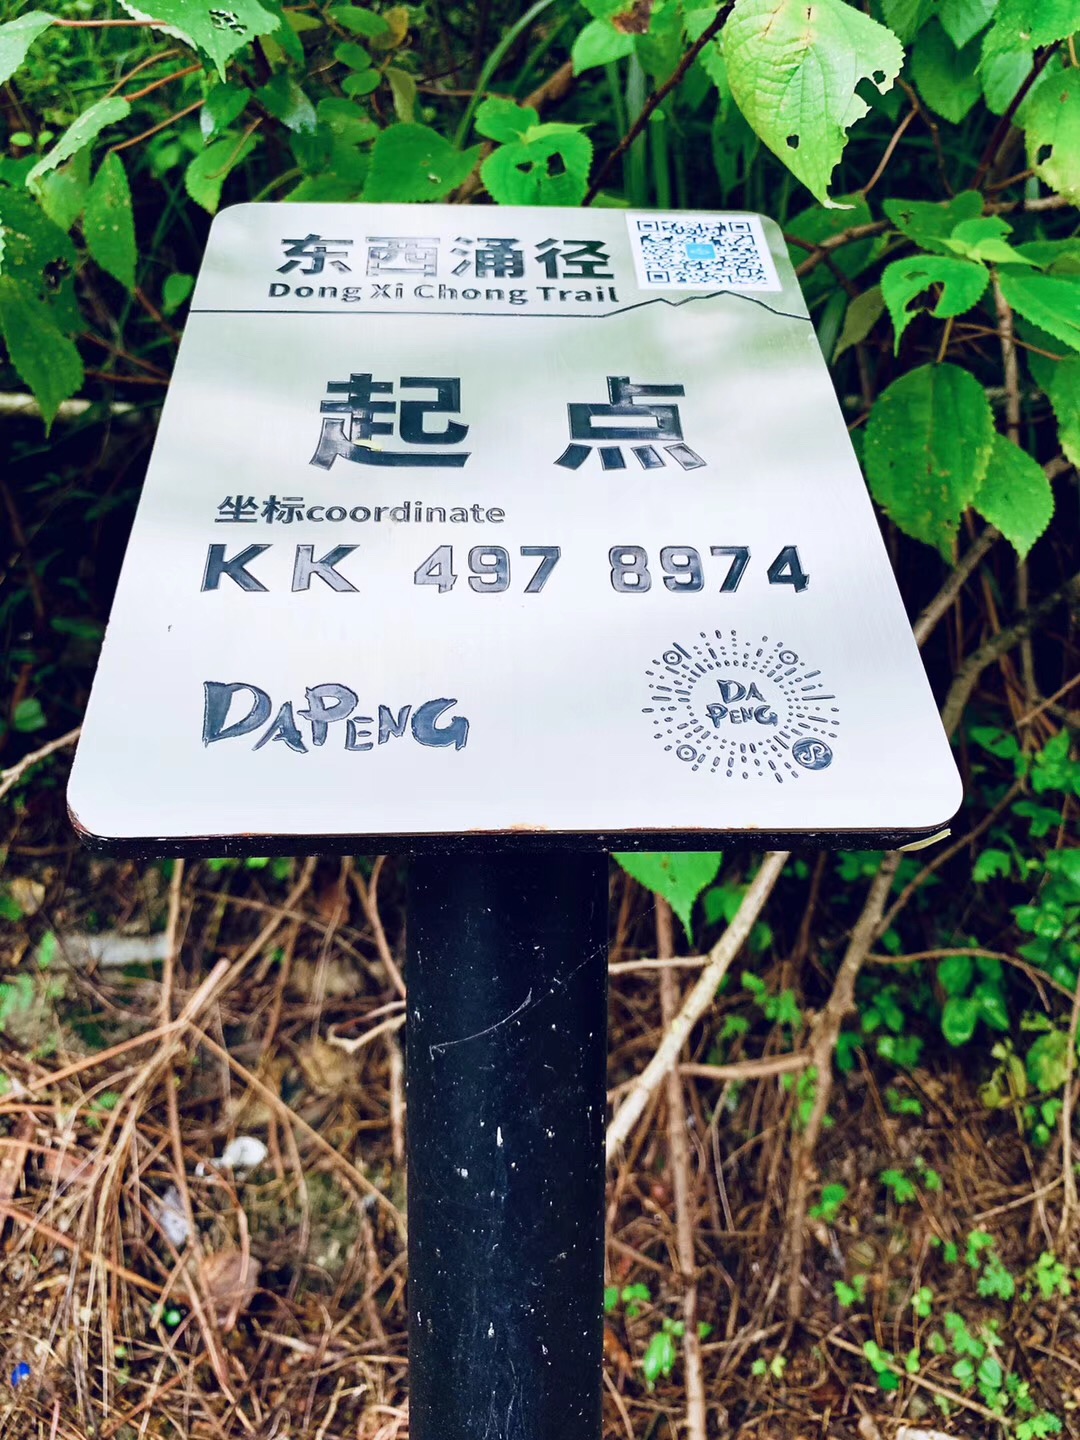 东西涌径
Dong Xi Chong Trail
起 点
坐标coordinate
KK 497 8974
DAPENG
DA
PENG